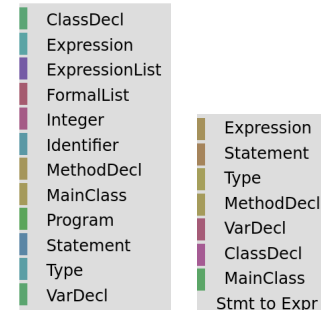 ClassDecl
Expression
ExpressionList
FormalList
Integer
Identifier
MethodDecl
MainClass
Program
Statement
Type
VarDecl
Expression
Statement
Type
MethodDecl
VarDecl
ClassDecl
MainClass
Stmt to Expr